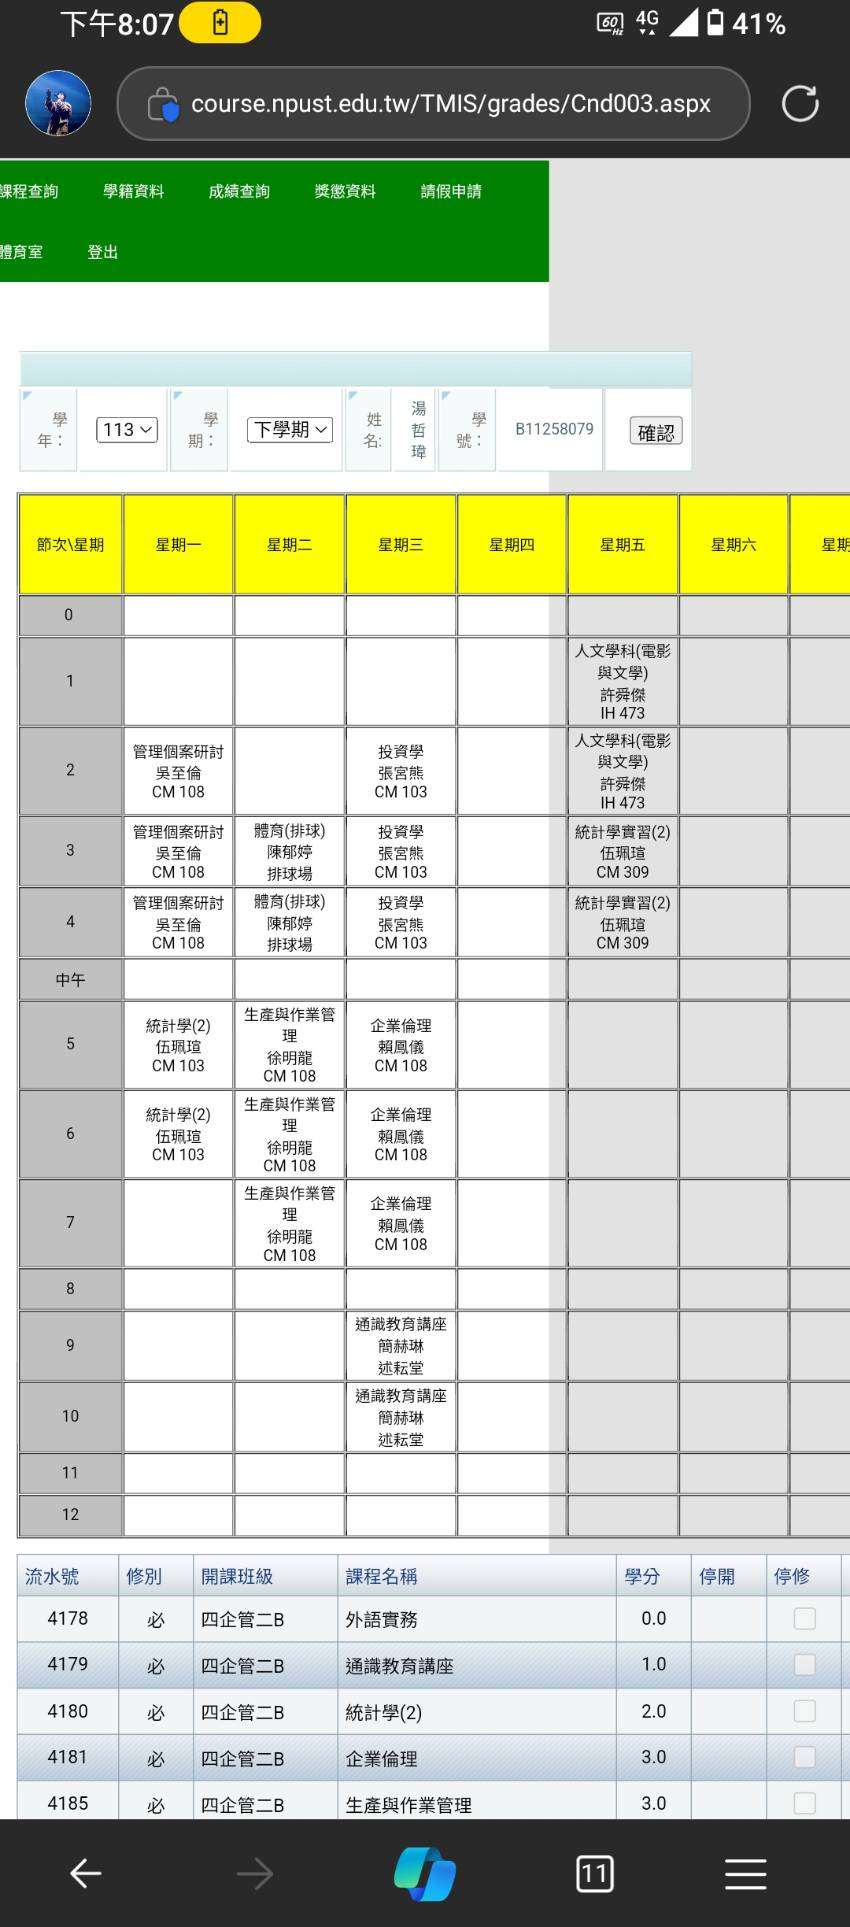 下午8:07
60Hz 4G 41%
course.npust.edu.tw/TMIS/grades/Cnd003.aspx
課程查詢 學籍資料 成績查詢 獎懲資料 請假申請
體育室 登出
學年： 113 學期： 下學期 姓名: 湯哲瑋 學號： B11258079 確認
節次\星期 星期一 星期二 星期三 星期四 星期五 星期六 星期
0
1
人文學科(電影
與文學)
許舜傑
IH 473
2
管理個案研討
吳至倫
CM 108
投資學
張宮熊
CM 103
人文學科(電影
與文學)
許舜傑
IH 473
3
管理個案研討
吳至倫
CM 108
體育(排球)
陳郁婷
排球場
投資學
張宮熊
CM 103
統計學實習(2)
伍珮瑄
CM 309
4
管理個案研討
吳至倫
CM 108
體育(排球)
陳郁婷
排球場
投資學
張宮熊
CM 103
統計學實習(2)
伍珮瑄
CM 309
中午
5
統計學(2)
伍珮瑄
CM 103
生產與作業管
理
徐明龍
CM 108
企業倫理
賴鳳儀
CM 108
6
統計學(2)
伍珮瑄
CM 103
生產與作業管
理
徐明龍
CM 108
企業倫理
賴鳳儀
CM 108
7
生產與作業管
理
徐明龍
CM 108
企業倫理
賴鳳儀
CM 108
8
9
通識教育講座
簡赫琳
述耘堂
10
通識教育講座
簡赫琳
述耘堂
11
12
流水號 修別 開課班級 課程名稱 學分 停開 停修
4178 必 四企管二B 外語實務 0.0
4179 必 四企管二B 通識教育講座 1.0
4180 必 四企管二B 統計學(2) 2.0
4181 必 四企管二B 企業倫理 3.0
4185 必 四企管二B 生產與作業管理 3.0
11